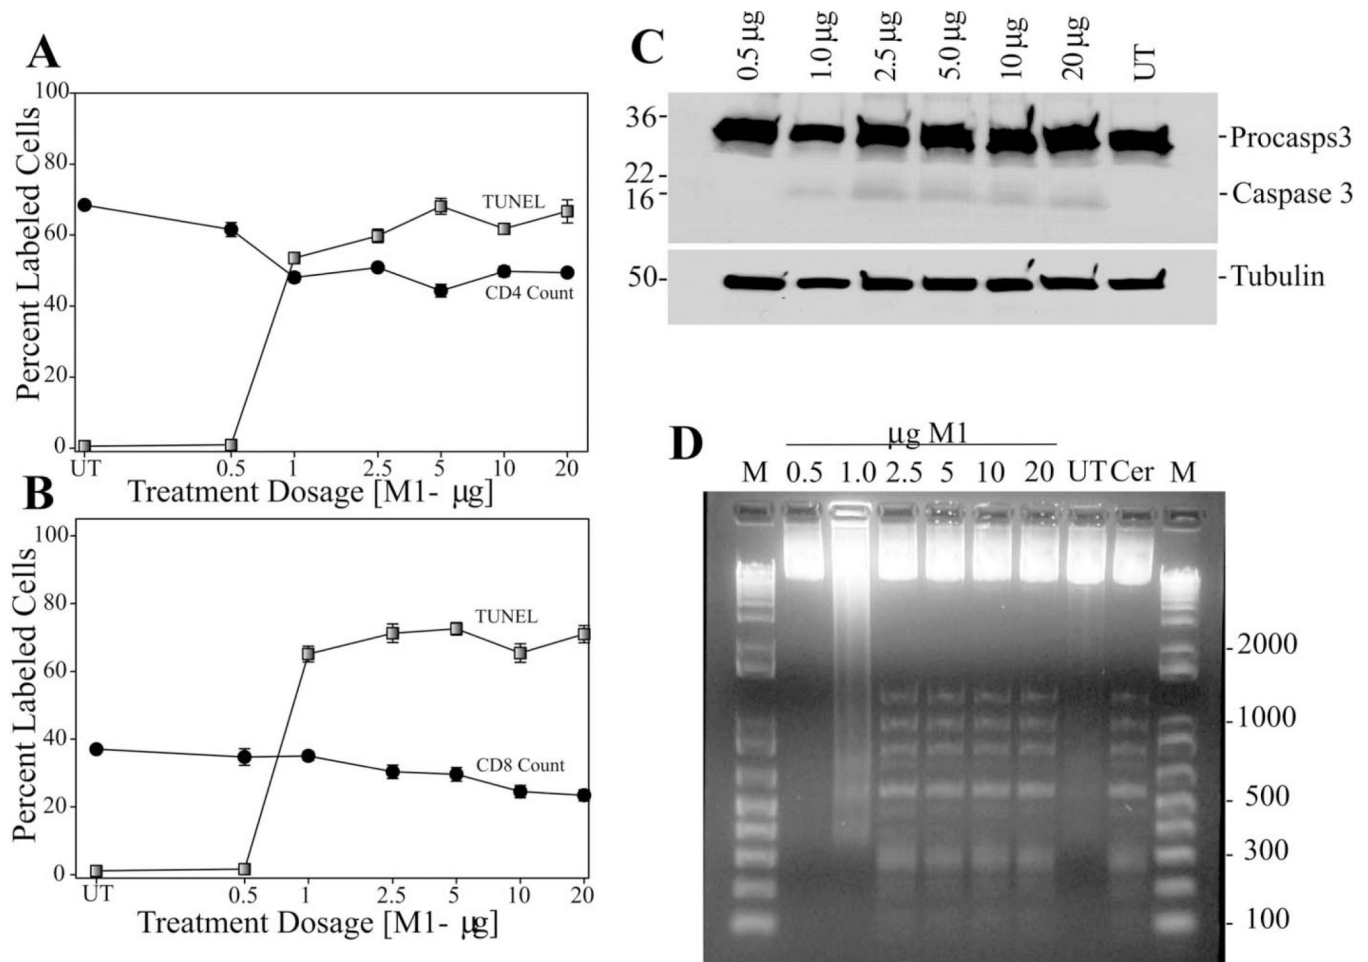 A
100
80
60
40
20
0
Percent Labeled Cells
TUNEL
CD4 Count
UT 0.5 1 2.5 5 10 20
Treatment Dosage [M1- µg]
B
100
80
60
40
20
0
Percent Labeled Cells
TUNEL
CD8 Count
UT 0.5 1 2.5 5 10 20
Treatment Dosage [M1- µg]
C
0.5 µg 1.0 µg 2.5 µg 5.0 µg 10 µg 20 µg UT
36-
22-
16-
-Procasps3
-Caspase 3
50-
-Tubulin
D
µg M1
M 0.5 1.0 2.5 5 10 20 UT Cer M
-2000
-1000
-500
-300
-100